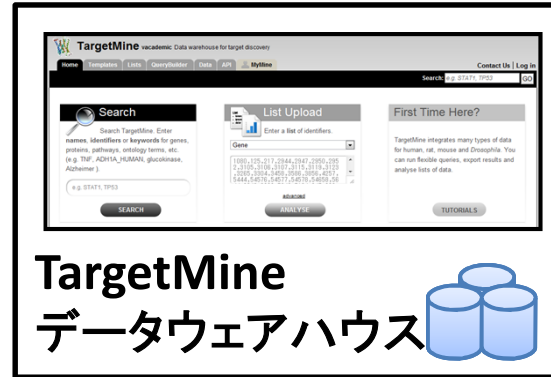 TargetMine vacademic Data warehouse for target discovery
Home Templates Lists QueryBuilder Data API MyMine
Contact Us | Log in
Search: e.g. STAT1, TP53 GO
Search
Search TargetMine. Enter
names, identifiers or keywords for genes,
proteins, pathways, ontology terms, etc.
(e.g. TNF, ADH1A_HUMAN, glucokinase,
Alzheimer ).
e.g. STAT1, TP53
SEARCH
List Upload
Enter a list of identifiers.
Gene
advanced
ANALYSE
First Time Here?
TargetMine integrates many types of data
for human, rat, mouse and Drosophila. You
can run flexible queries, export results and
analyse lists of data.
TUTORIALS
TargetMine
データウェアハウス